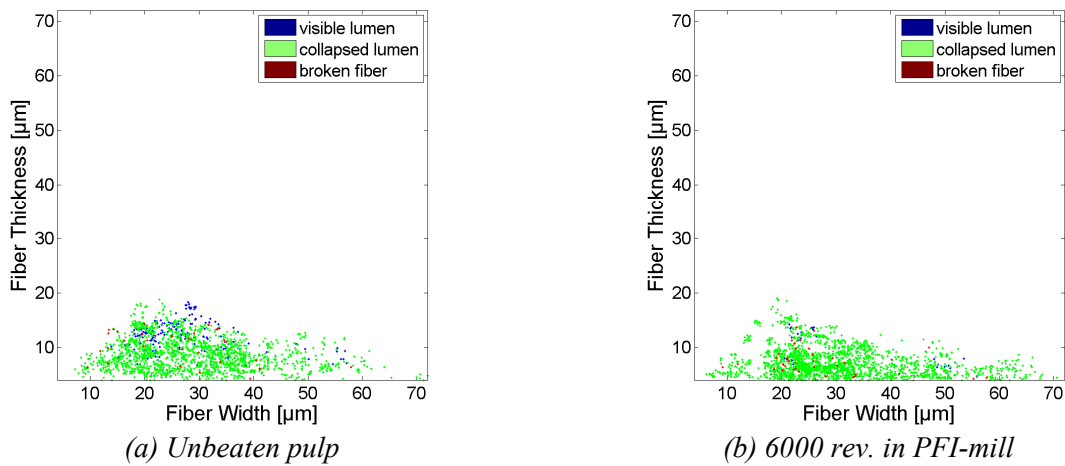 70
60
50
40
30
20
10
Fiber Thickness [µm]
visible lumen
collapsed lumen
broken fiber
10 20 30 40 50 60 70
Fiber Width [µm]
(a) Unbeaten pulp
70
60
50
40
30
20
10
Fiber Thickness [µm]
visible lumen
collapsed lumen
broken fiber
10 20 30 40 50 60 70
Fiber Width [µm]
(b) 6000 rev. in PFI-mill